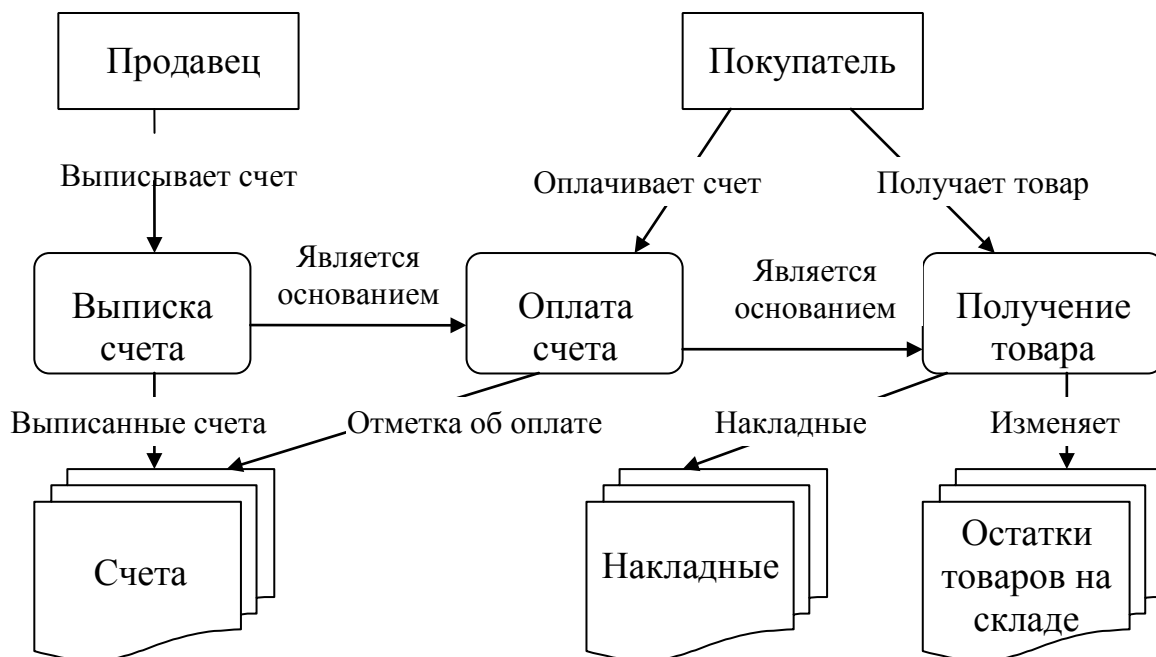 Продавец
Покупатель
Выписывает счет
Оплачивает счет
Получает товар
Является
основанием
Является
основанием
Выписка
счета
Оплата
счета
Получение
товара
Выписанные счета
Отметка об оплате
Накладные
Изменяет
Счета
Накладные
Остатки
товаров на
складе